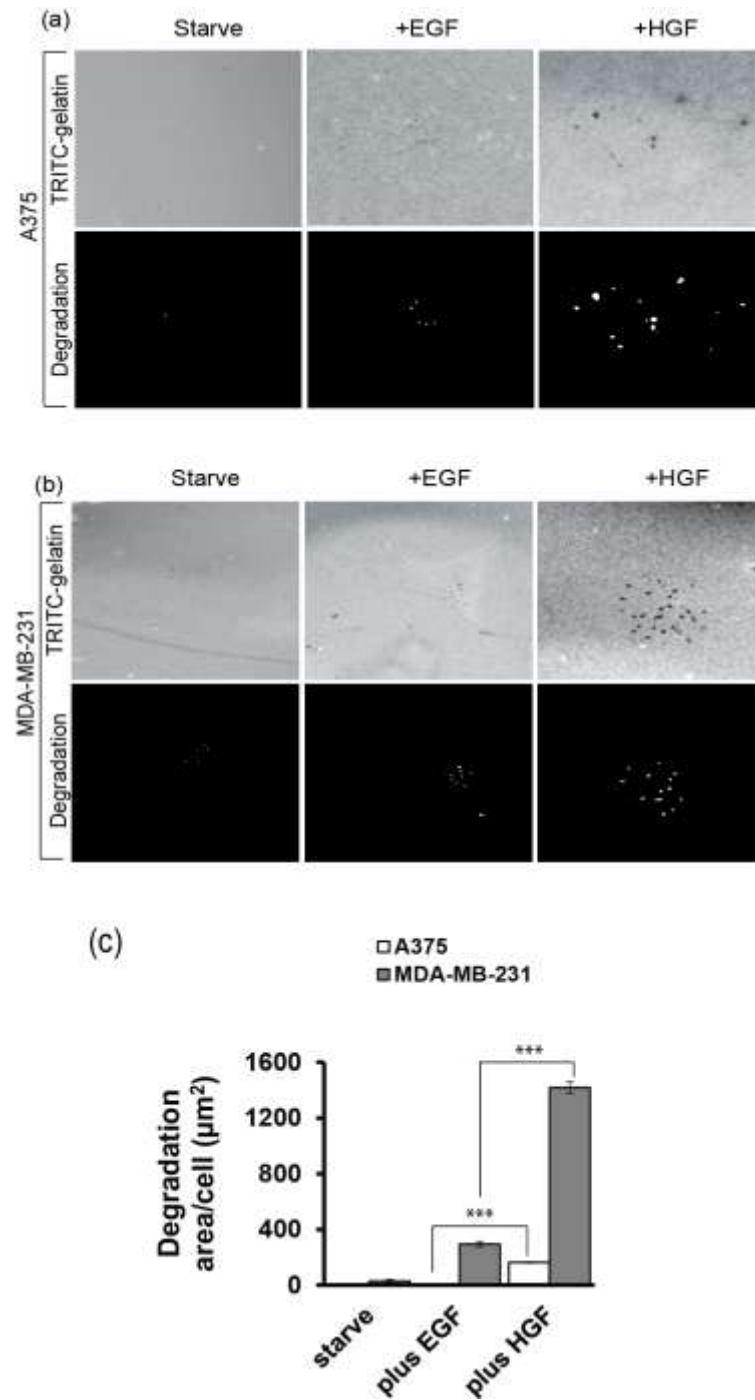 (a)
Starve +EGF +HGF
A375
TRITC-gelatin
Degradation
(b)
Starve +EGF +HGF
MDA-MB-231
TRITC-gelatin
Degradation
(c)
A375
MDA-MB-231
Degradation
area/cell (µm²)
1600
1200
800
400
0
***
***
starve
plus EGF
plus HGF